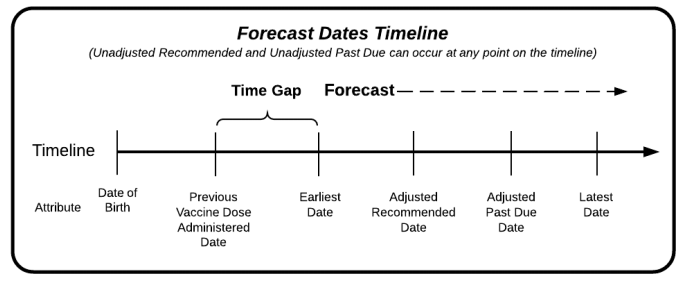 Forecast Dates Timeline
(Unadjusted Recommended and Unadjusted Past Due can occur at any point on the timeline)
Time Gap Forecast
Timeline
Attribute
Date of
Birth
Previous
Vaccine Dose
Administered
Date
Earliest
Date
Adjusted
Recommended
Date
Adjusted
Past Due
Date
Latest
Date